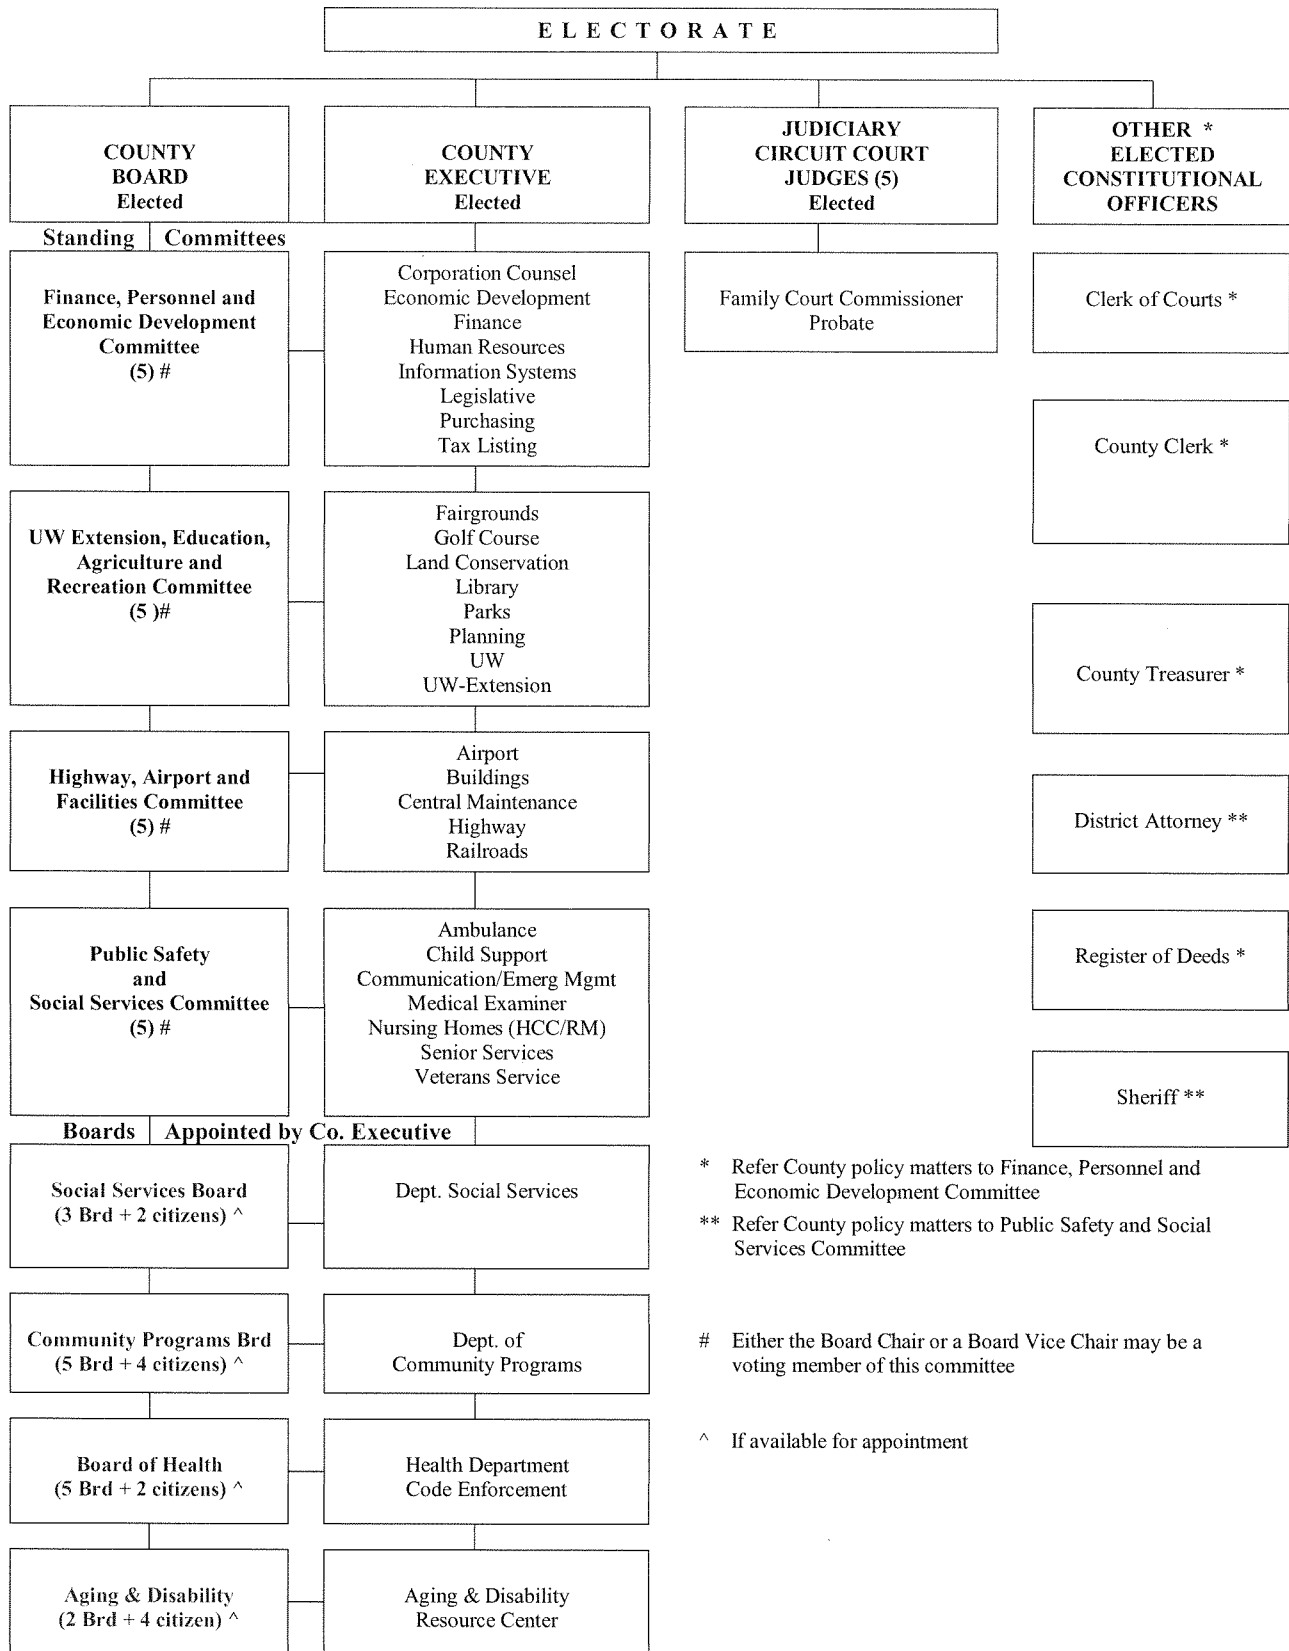 E L E C T O R A T E
COUNTY
BOARD
Elected
COUNTY
EXECUTIVE
Elected
JUDICIARY
CIRCUIT COURT
JUDGES (5)
Elected
OTHER *
ELECTED
CONSTITUTIONAL
OFFICERS
Standing Committees
Finance, Personnel and
Economic Development
Committee
(5) #
Corporation Counsel
Economic Development
Finance
Human Resources
Information Systems
Legislative
Purchasing
Tax Listing
Family Court Commissioner
Probate
Clerk of Courts *
County Clerk *
UW Extension, Education,
Agriculture and
Recreation Committee
(5 )#
Fairgrounds
Golf Course
Land Conservation
Library
Parks
Planning
UW
UW-Extension
County Treasurer *
Highway, Airport and
Facilities Committee
(5) #
Airport
Buildings
Central Maintenance
Highway
Railroads
District Attorney **
Public Safety
and
Social Services Committee
(5) #
Ambulance
Child Support
Communication/Emerg Mgmt
Medical Examiner
Nursing Homes (HCC/RM)
Senior Services
Veterans Service
Register of Deeds *
Sheriff **
Boards Appointed by Co. Executive
Social Services Board
(3 Brd + 2 citizens) ^
Dept. Social Services
Community Programs Brd
(5 Brd + 4 citizens) ^
Dept. of
Community Programs
Board of Health
(5 Brd + 2 citizens) ^
Health Department
Code Enforcement
Aging & Disability
(2 Brd + 4 citizen) ^
Aging & Disability
Resource Center
* Refer County policy matters to Finance, Personnel and
Economic Development Committee
** Refer County policy matters to Public Safety and Social
Services Committee
# Either the Board Chair or a Board Vice Chair may be a
voting member of this committee
^ If available for appointment